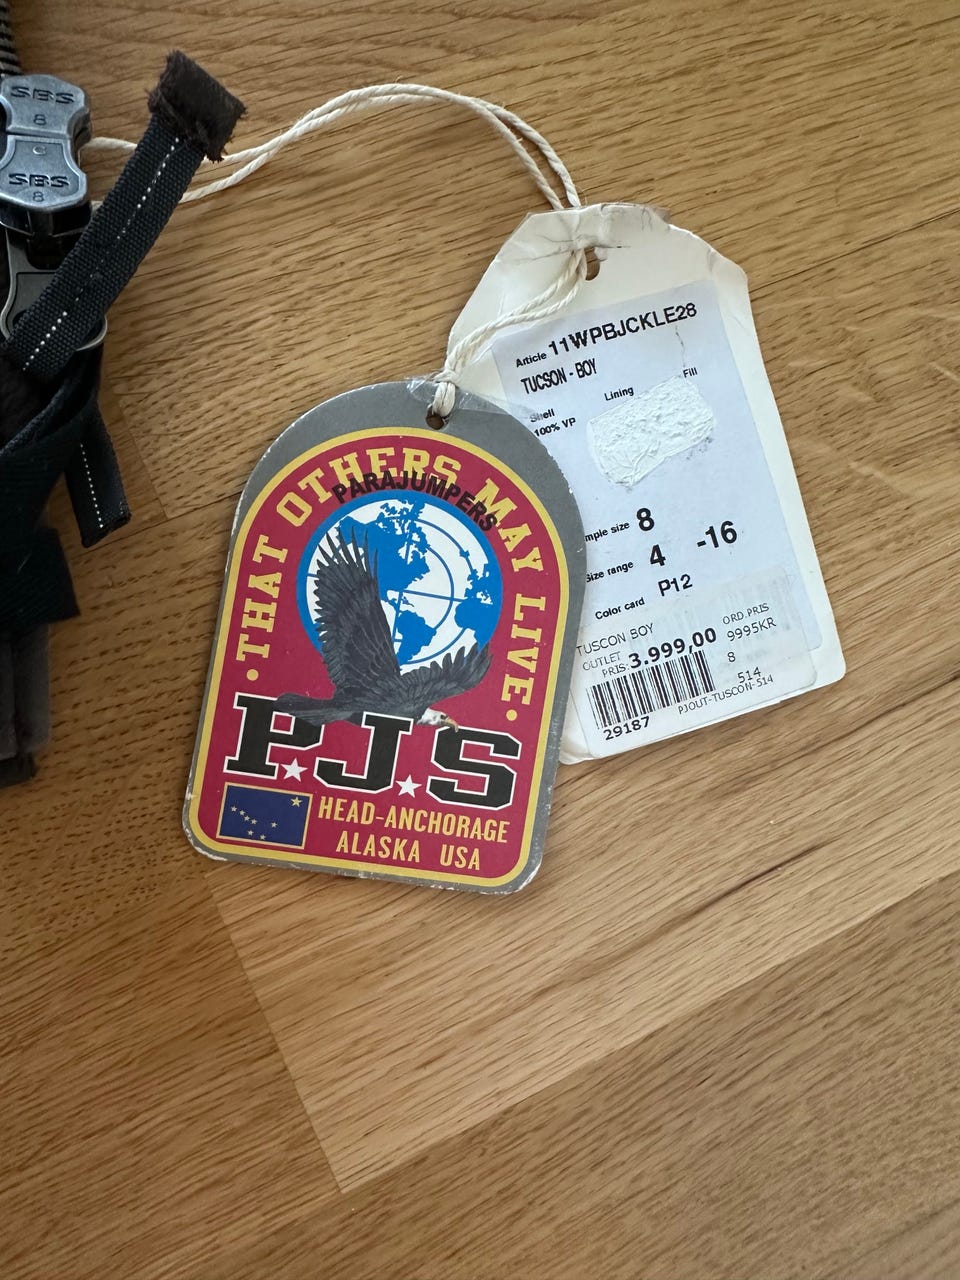 SBS
8
SBS
8
THAT OTHERS MAY LIVE
PARAJUMPERS
P.J.S
HEAD-ANCHORAGE
ALASKA USA
Article 11WPBJCKLE28
TUCSON - BOY
Shell Lining Fill
100% VP
mple size 8
Size range 4 -16
Color card P12
TUSCON BOY ORD.PRIS
OUTLET 9995KR
PRIS: 3.999,00
8
514
29187 PJOUT-TUSCON-514